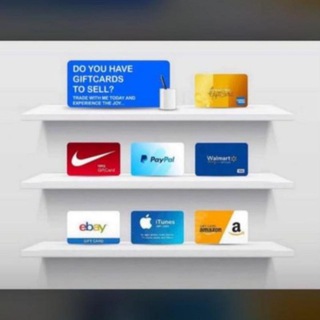 DO YOU HAVE
GIFTCARDS
TO SELL?
TRADE WITH ME TODAY AND
EXPERIENCE THE JOY...
PayPal
Walmart
ebay
iTunes
amazon
a